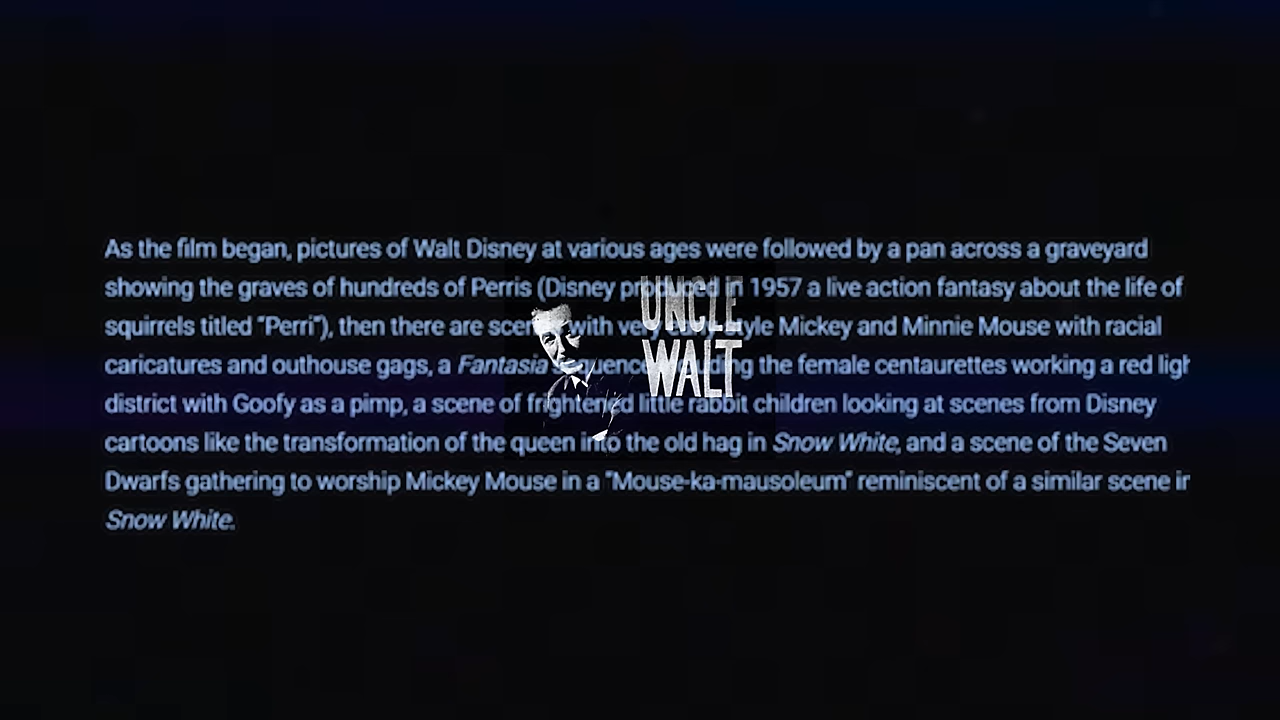 As the film began, pictures of Walt Disney at various ages were followed by a pan across a graveyard
showing the graves of hundreds of Perris (Disney produced in 1957 a live action fantasy about the life of
squirrels titled "Perri"), then there are scen with very early style Mickey and Minnie Mouse with racial
caricatures and outhouse gags, a Fantasia sequence including the female centaurettes working a red ligh
district with Goofy as a pimp, a scene of frightened little rabbit children looking at scenes from Disney
cartoons like the transformation of the queen into the old hag in Snow White, and a scene of the Seven
Dwarfs gathering to worship Mickey Mouse in a "Mouse-ka-mausoleum" reminiscent of a similar scene in
Snow White.
UNCLE
WALT